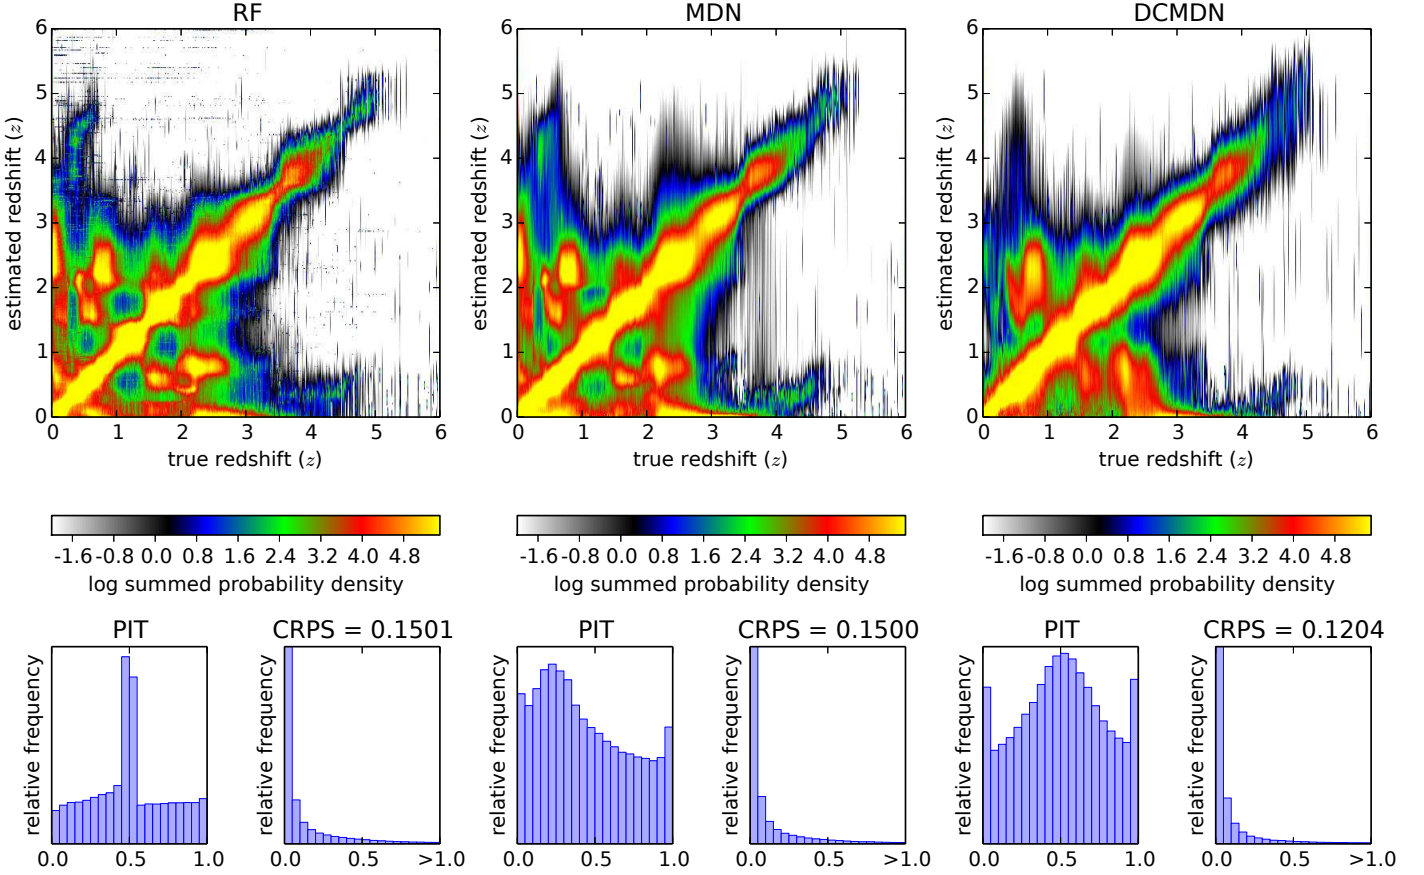 RF
MDN
DCMDN
6
5
4
3
2
1
0
estimated redshift (z)
0 1 2 3 4 5 6
true redshift (z)
6
5
4
3
2
1
0
estimated redshift (z)
0 1 2 3 4 5 6
true redshift (z)
6
5
4
3
2
1
0
estimated redshift (z)
0 1 2 3 4 5 6
true redshift (z)
-1.6 -0.8 0.0 0.8 1.6 2.4 3.2 4.0 4.8
log summed probability density
-1.6 -0.8 0.0 0.8 1.6 2.4 3.2 4.0 4.8
log summed probability density
-1.6 -0.8 0.0 0.8 1.6 2.4 3.2 4.0 4.8
log summed probability density
PIT
relative frequency
0.0 0.5 1.0
CRPS = 0.1501
relative frequency
0.0 0.5 >1.0
PIT
relative frequency
0.0 0.5 1.0
CRPS = 0.1500
relative frequency
0.0 0.5 >1.0
PIT
relative frequency
0.0 0.5 1.0
CRPS = 0.1204
relative frequency
0.0 0.5 >1.0